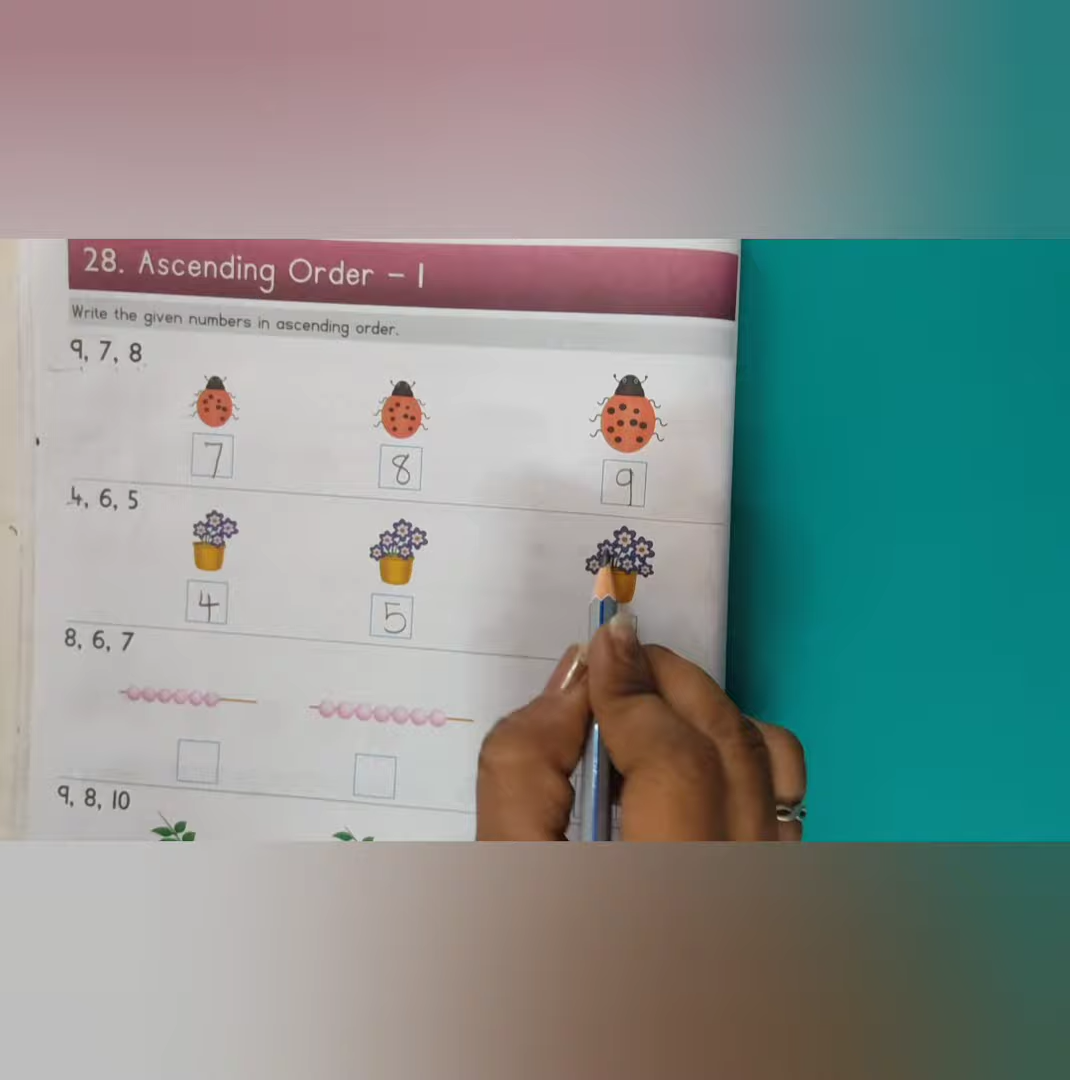 28. Ascending Order - 1
Write the given numbers in ascending order.
9, 7, 8
7 8 9
4, 6, 5
4 5
8, 6, 7
9, 8, 10